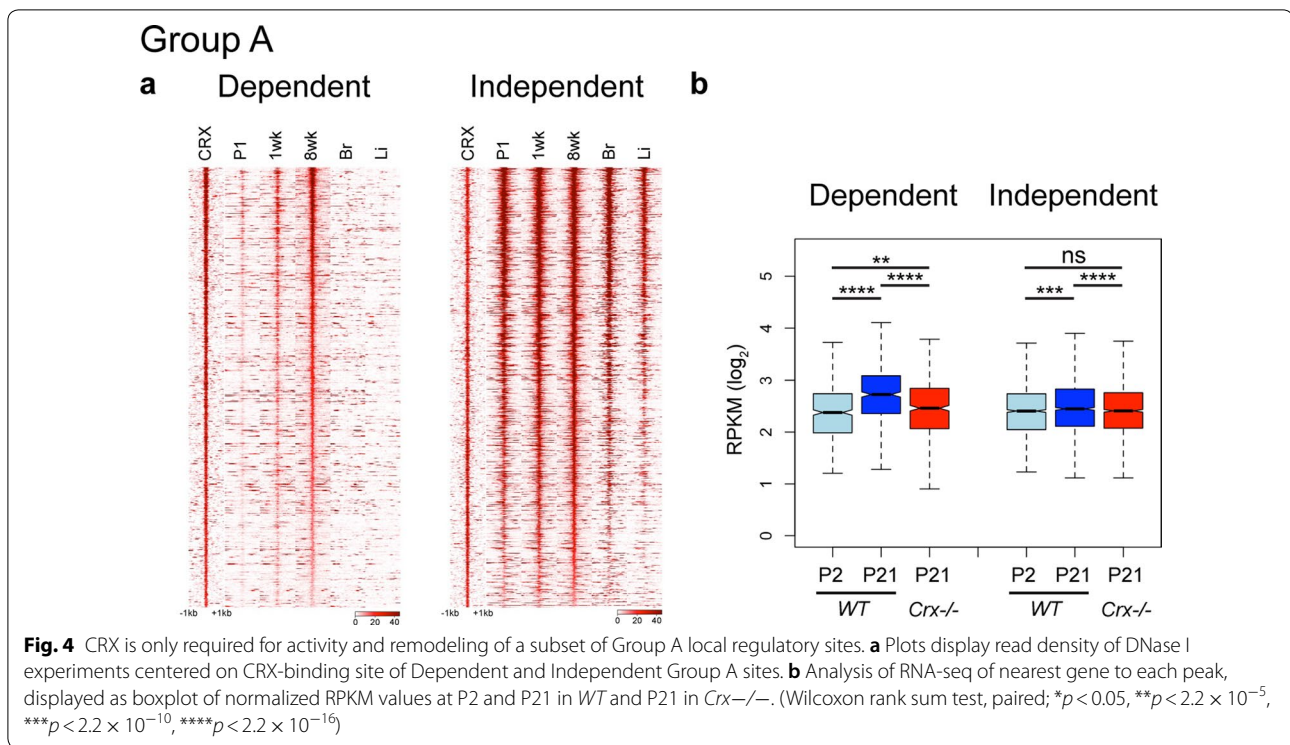 Group A
a Dependent Independent
CRX P1 1wk 8wk Br Li CRX P1 1wk 8wk Br Li
-1kb +1kb 0 20 40 -1kb +1kb 0 20 40
b
Dependent Independent
** ns
**** **** *** ****
RPKM (log₂)
5
4
3
2
1
0
P2 P21 P21 P2 P21 P21
WT Crx-/- WT Crx-/-
Fig. 4 CRX is only required for activity and remodeling of a subset of Group A local regulatory sites. a Plots display read density of DNase I
experiments centered on CRX-binding site of Dependent and Independent Group A sites. b Analysis of RNA-seq of nearest gene to each peak,
displayed as boxplot of normalized RPKM values at P2 and P21 in WT and P21 in Crx−/−. (Wilcoxon rank sum test, paired; *p < 0.05, **p < 2.2 × 10⁻⁵,
***p < 2.2 × 10⁻¹⁰, ****p < 2.2 × 10⁻¹⁶)